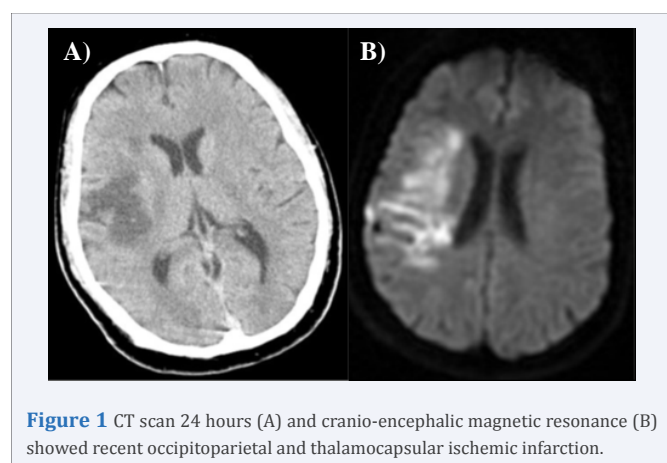 A)
B)
Figure 1 CT scan 24 hours (A) and cranio-encephalic magnetic resonance (B)
showed recent occipitoparietal and thalamocapsular ischemic infarction.